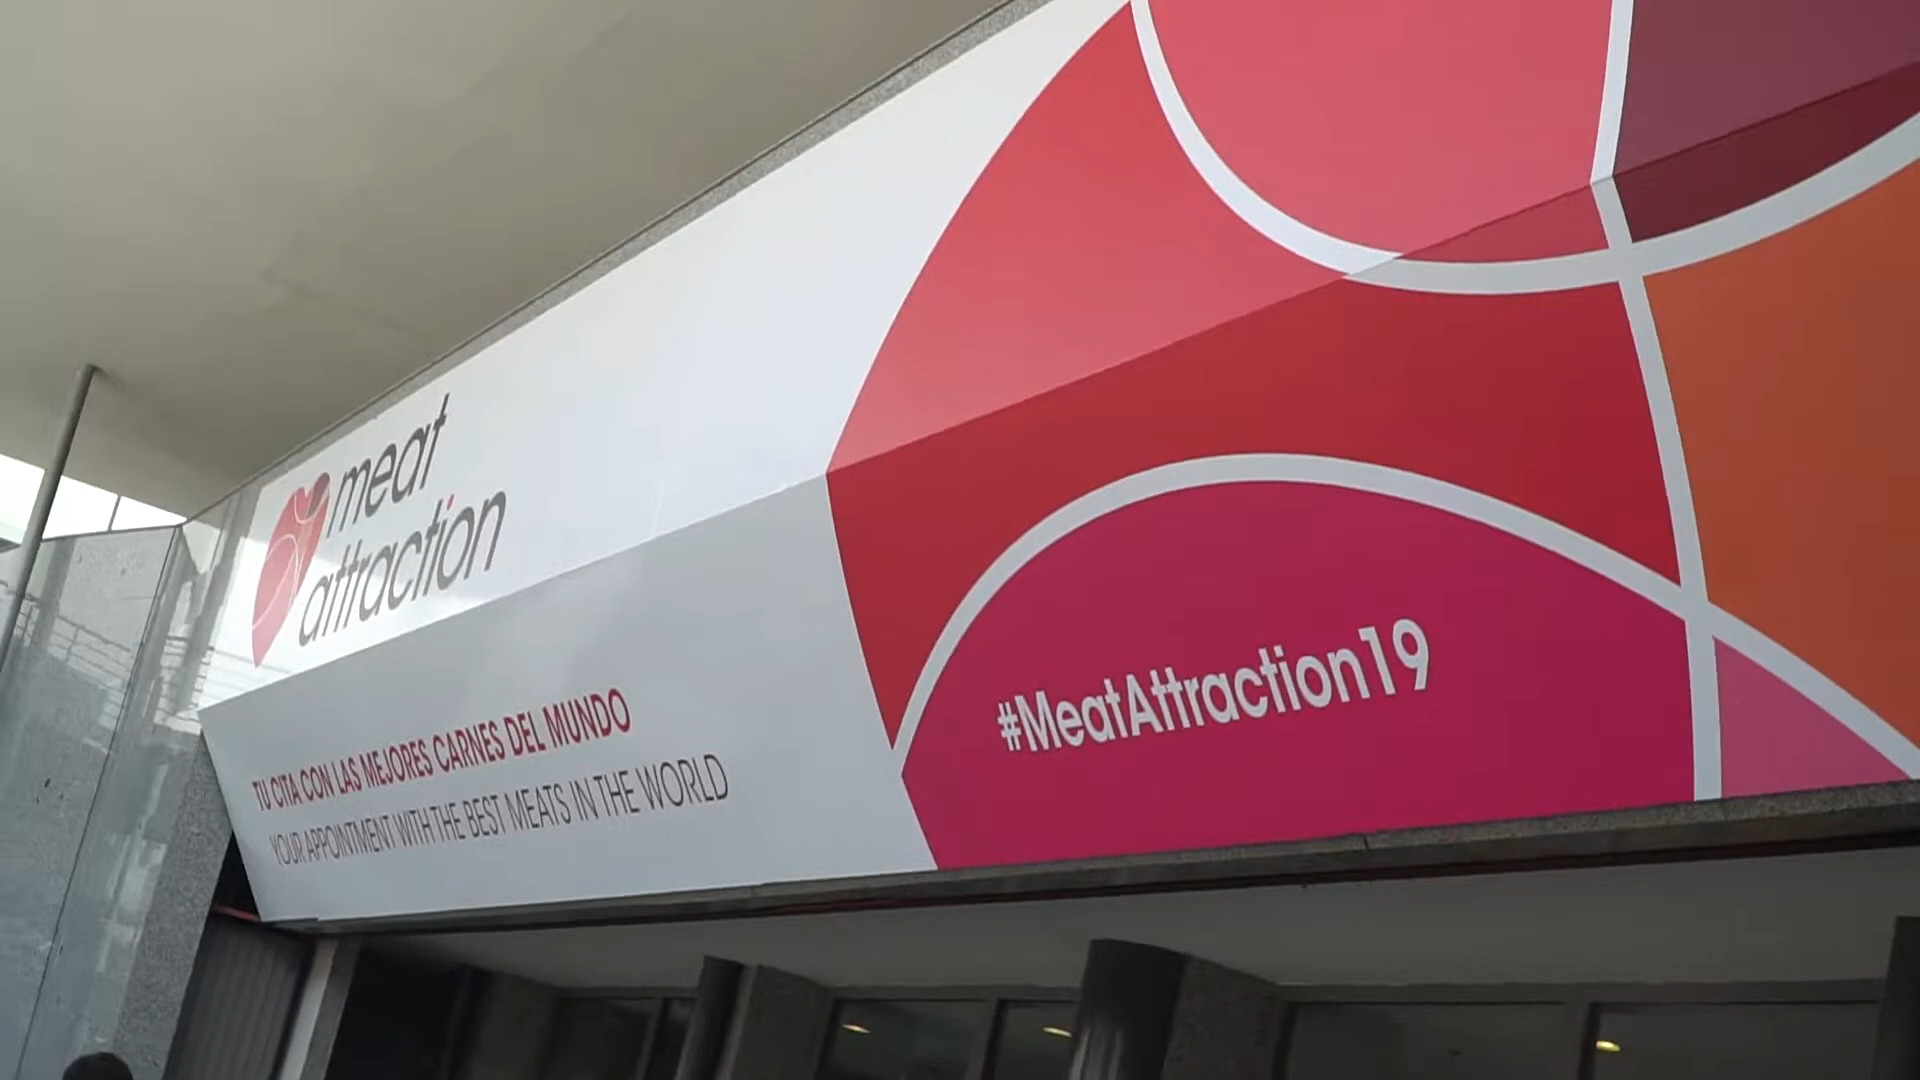 meat
attraction
TU CITA CON LAS MEJORES CARNES DEL MUNDO
YOUR APPOINTMENT WITH THE BEST MEATS IN THE WORLD
#MeatAttraction19